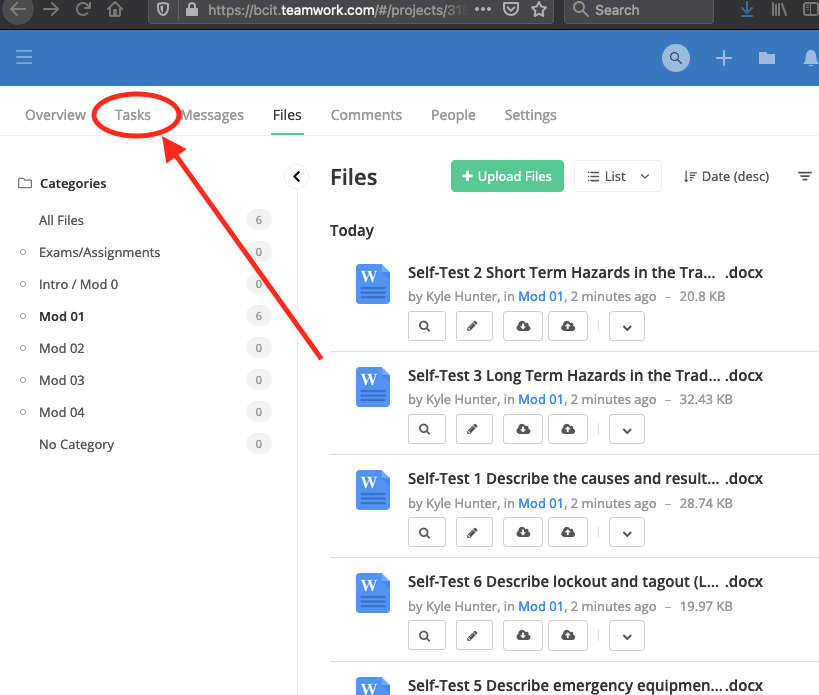 https://bcit.teamwork.com/#/projects/315
Search
Overview Tasks Messages Files Comments People Settings
Categories
All Files 6
Exams/Assignments 0
Intro / Mod 0 0
Mod 01 6
Mod 02 0
Mod 03 0
Mod 04 0
No Category 0
Files
+ Upload Files
List
Date (desc)
Today
W
Self-Test 2 Short Term Hazards in the Tra... .docx
by Kyle Hunter, in Mod 01, 2 minutes ago – 20.8 KB
W
Self-Test 3 Long Term Hazards in the Trad... .docx
by Kyle Hunter, in Mod 01, 2 minutes ago – 32.43 KB
W
Self-Test 1 Describe the causes and result... .docx
by Kyle Hunter, in Mod 01, 2 minutes ago – 28.74 KB
W
Self-Test 6 Describe lockout and tagout (L... .docx
by Kyle Hunter, in Mod 01, 2 minutes ago – 19.97 KB
W
Self-Test 5 Describe emergency equipmen... .docx